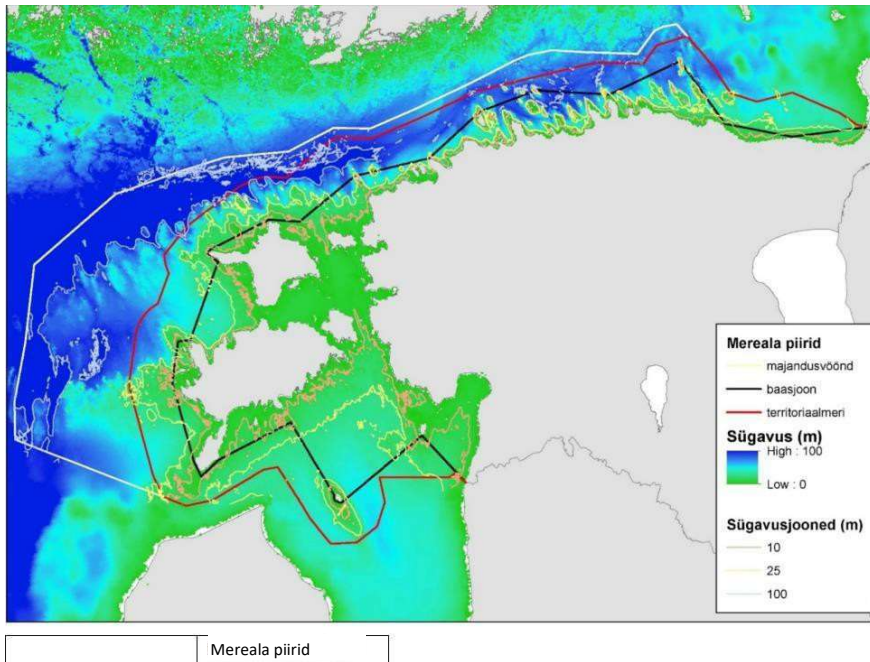 Mereala piirid
majandusvöönd
baasjoon
territoriaalmeri
Sügavus (m)
High : 100
Low : 0
Sügavusjooned (m)
10
25
100
Mereala piirid